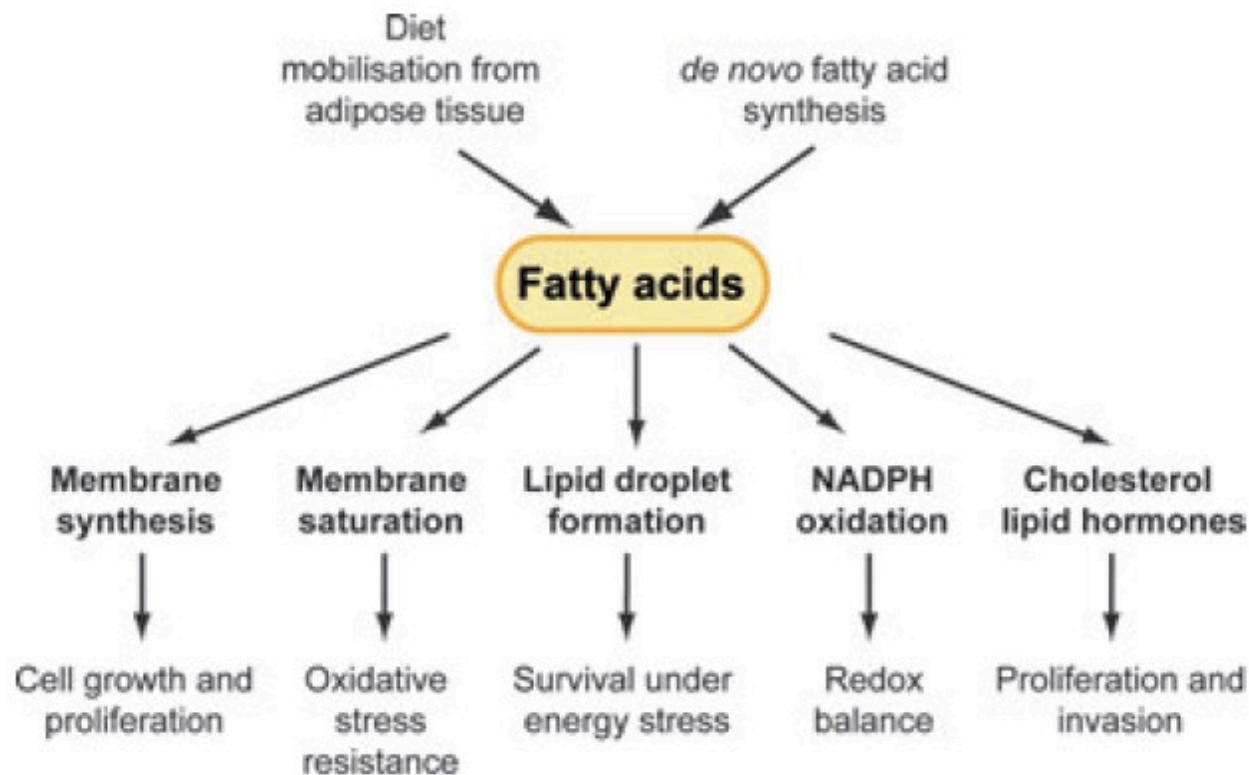 Diet
mobilisation from
adipose tissue
de novo fatty acid
synthesis
Fatty acids
Membrane
synthesis
Membrane
saturation
Lipid droplet
formation
NADPH
oxidation
Cholesterol
lipid hormones
Cell growth and
proliferation
Oxidative
stress
resistance
Survival under
energy stress
Redox
balance
Proliferation and
invasion